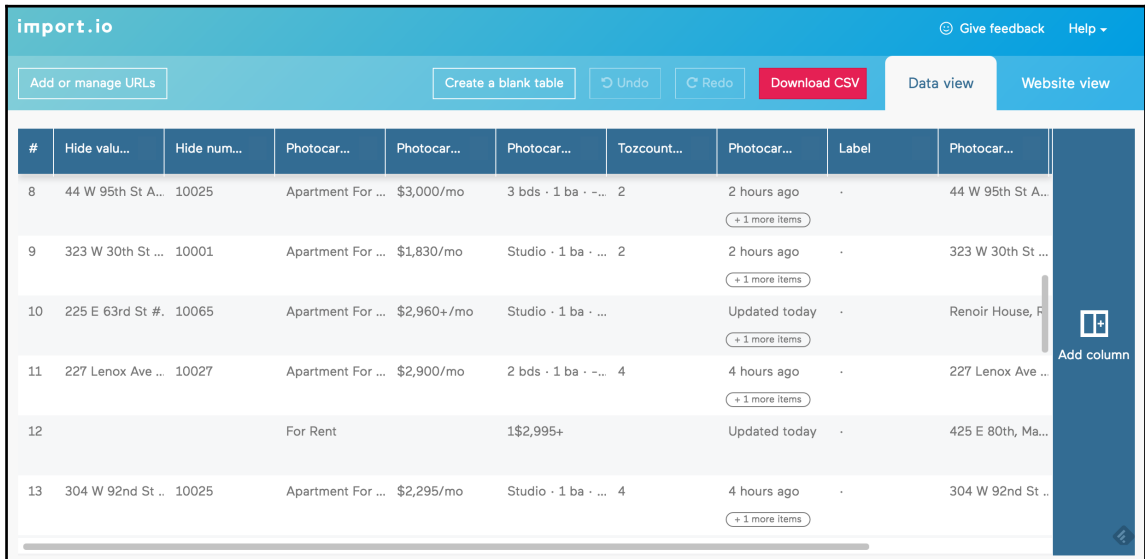 import.io
Give feedback Help
Add or manage URLs Create a blank table Undo Redo Download CSV Data view Website view
# Hide valu... Hide num... Photocar... Photocar... Photocar... Tozcount... Photocar... Label Photocar...
8 44 W 95th St A... 10025 Apartment For ... $3,000/mo 3 bds · 1 ba · -... 2 2 hours ago · 44 W 95th St A...
+ 1 more items
9 323 W 30th St ... 10001 Apartment For ... $1,830/mo Studio · 1 ba · ... 2 2 hours ago · 323 W 30th St ...
+ 1 more items
10 225 E 63rd St #. 10065 Apartment For ... $2,960+/mo Studio · 1 ba · ... Updated today · Renoir House, R
+ 1 more items
Add column
11 227 Lenox Ave ... 10027 Apartment For ... $2,900/mo 2 bds · 1 ba · -... 4 4 hours ago · 227 Lenox Ave ...
+ 1 more items
12 For Rent 1$2,995+ Updated today · 425 E 80th, Ma...
13 304 W 92nd St .. 10025 Apartment For ... $2,295/mo Studio · 1 ba · ... 4 4 hours ago · 304 W 92nd St ..
+ 1 more items